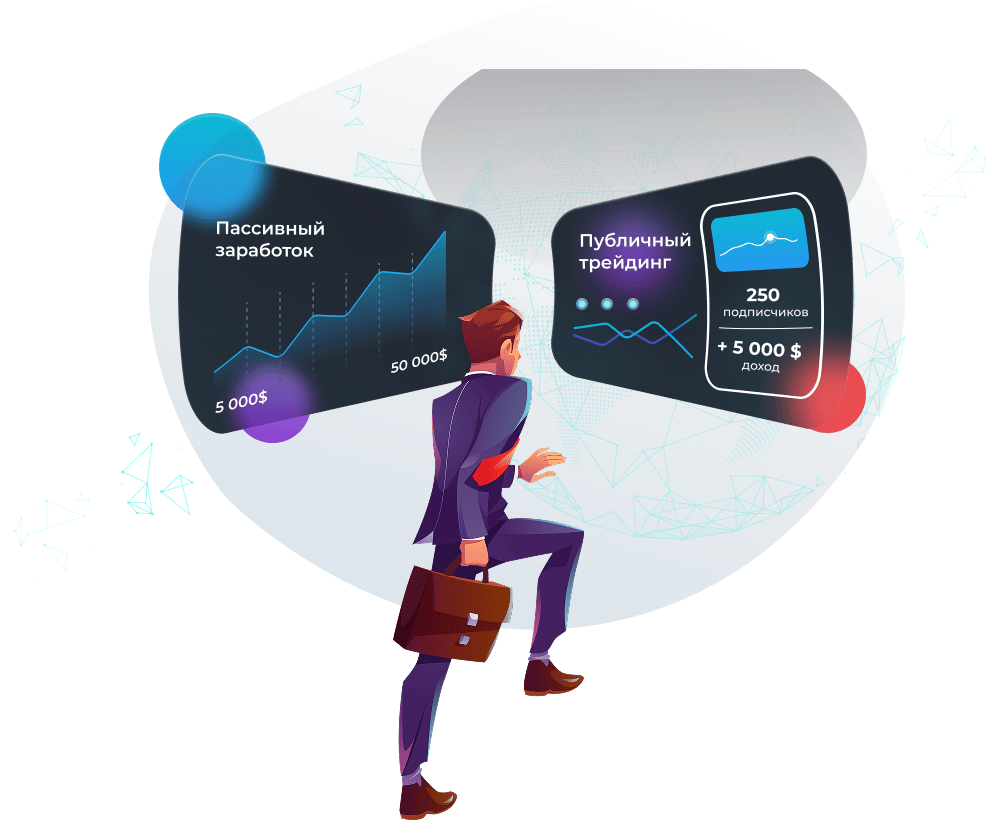 Пассивный
заработок
5 000$
50 000$
Публичный
трейдинг
250
подписчиков
+ 5 000 $
доход